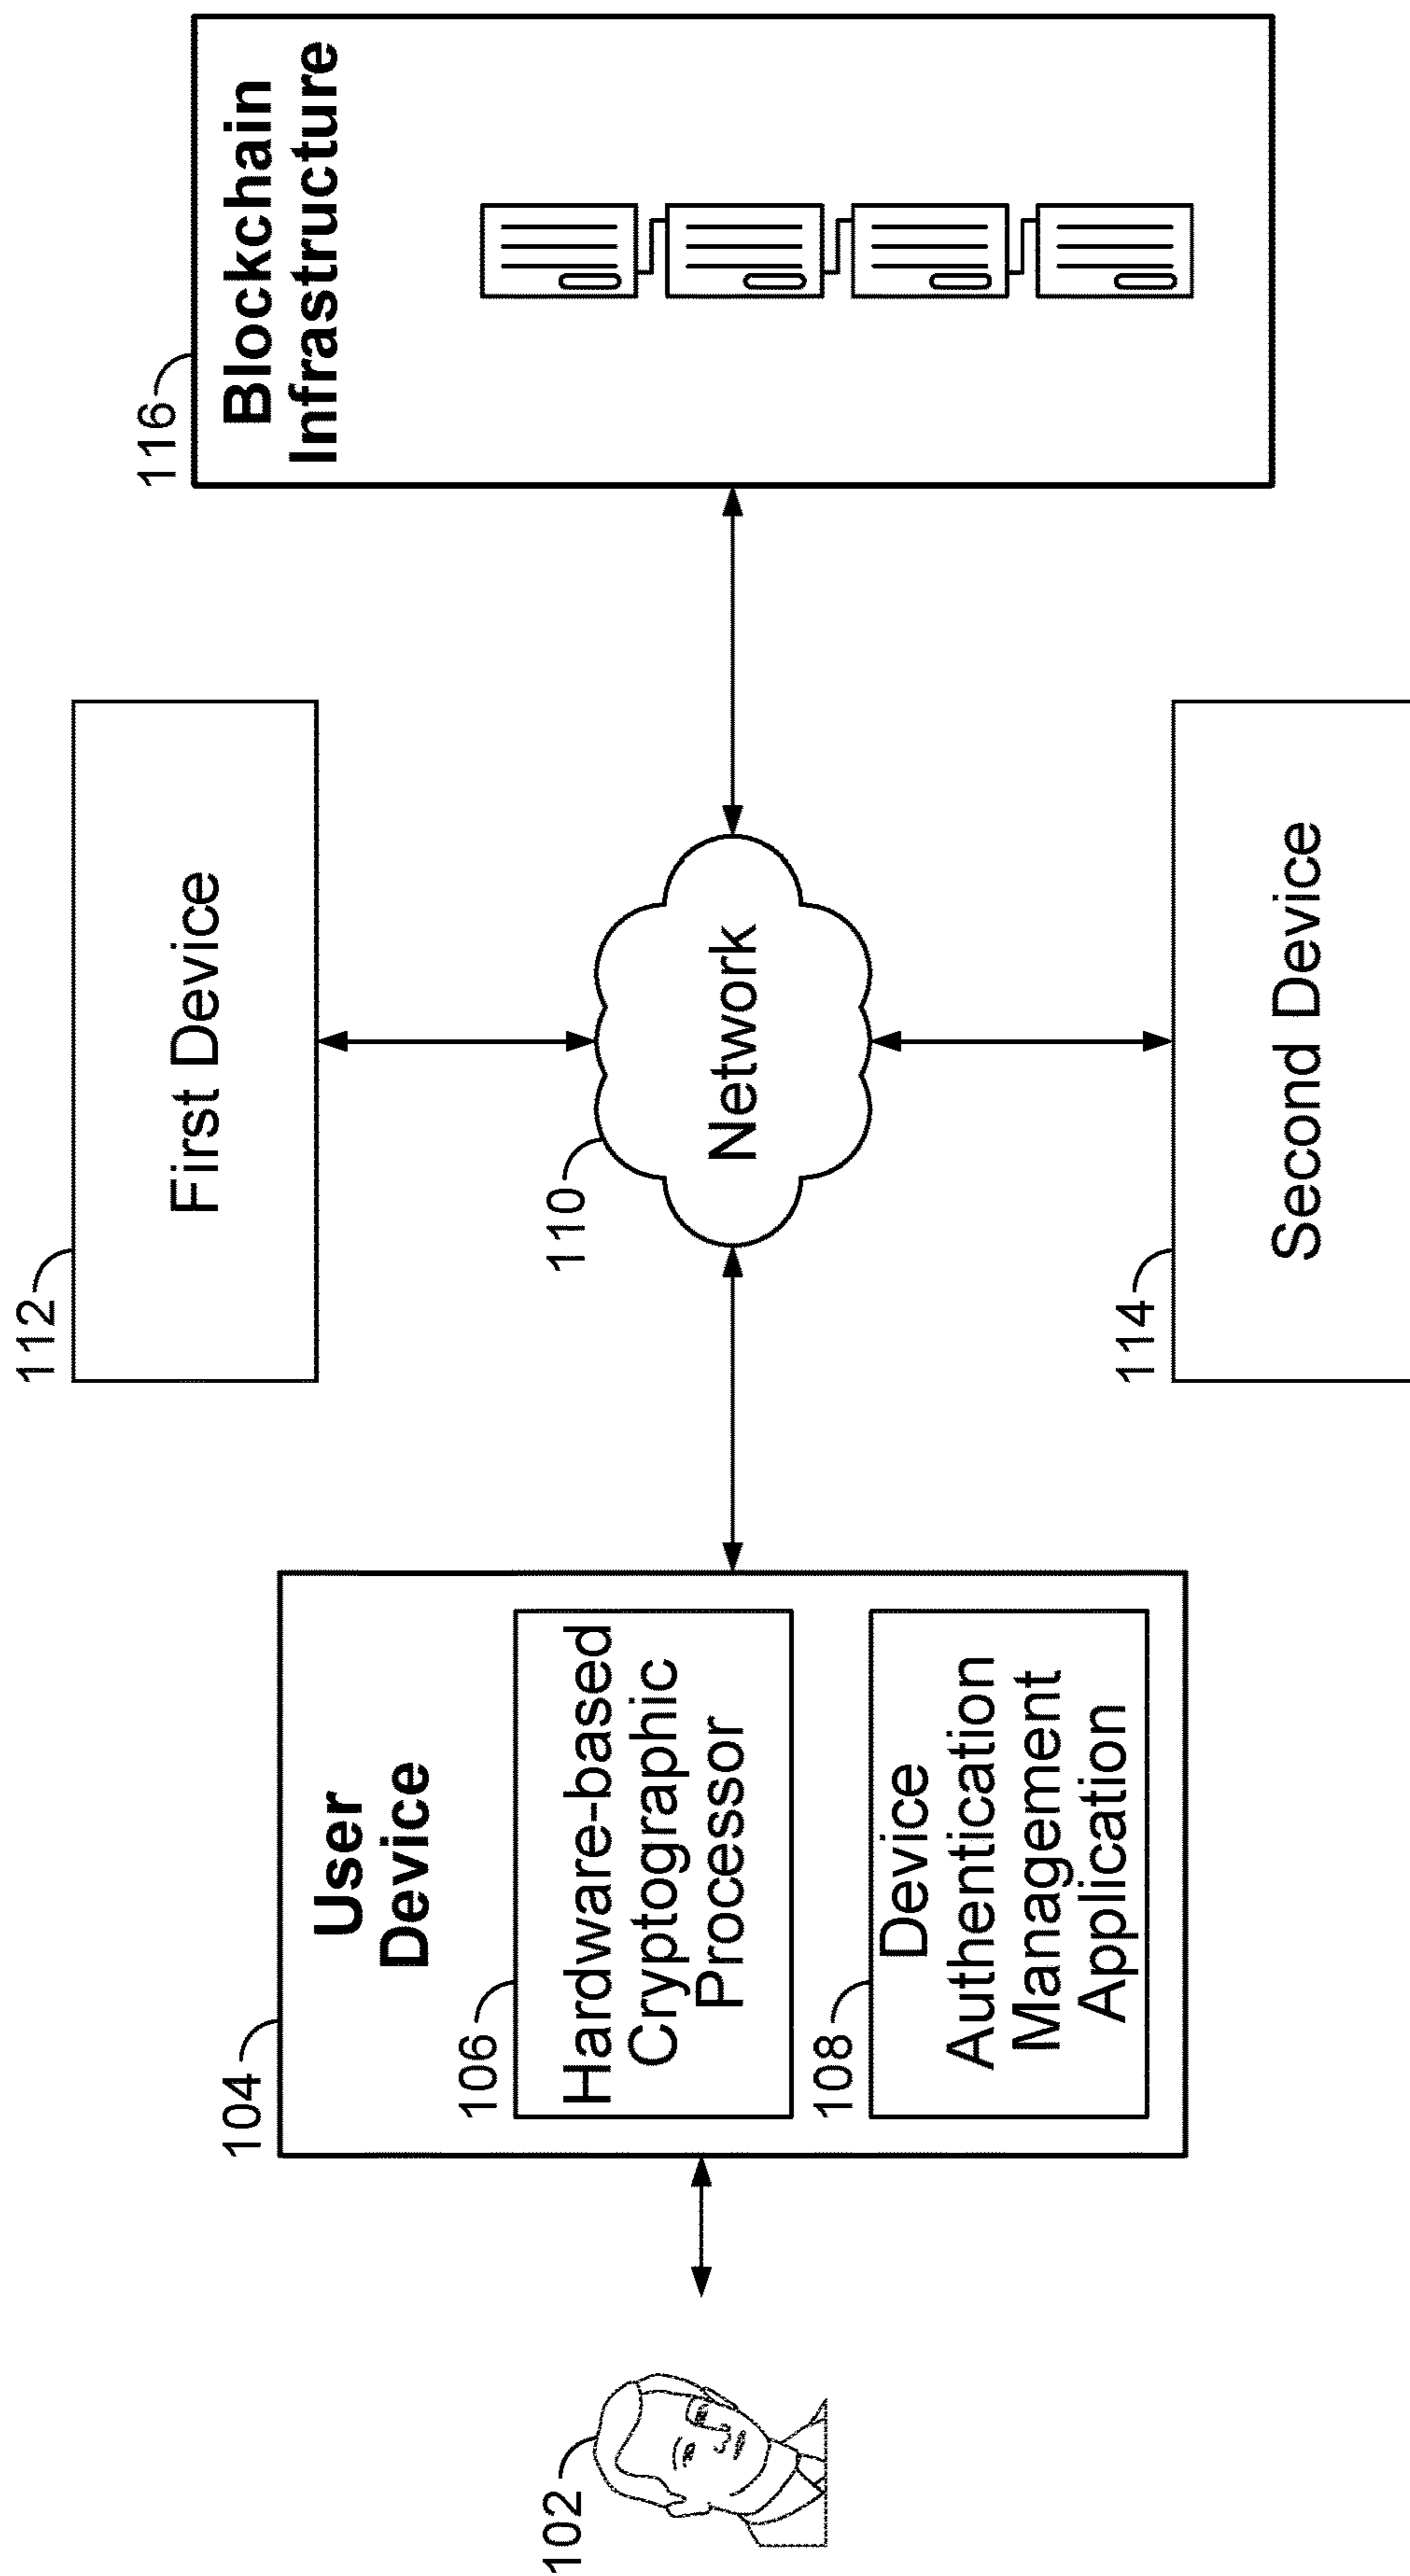 102
104
User
Device
106
Hardware-based
Cryptographic
Processor
108
Device
Authentication
Management
Application
110
Network
112
First Device
114
Second Device
116
Blockchain
Infrastructure